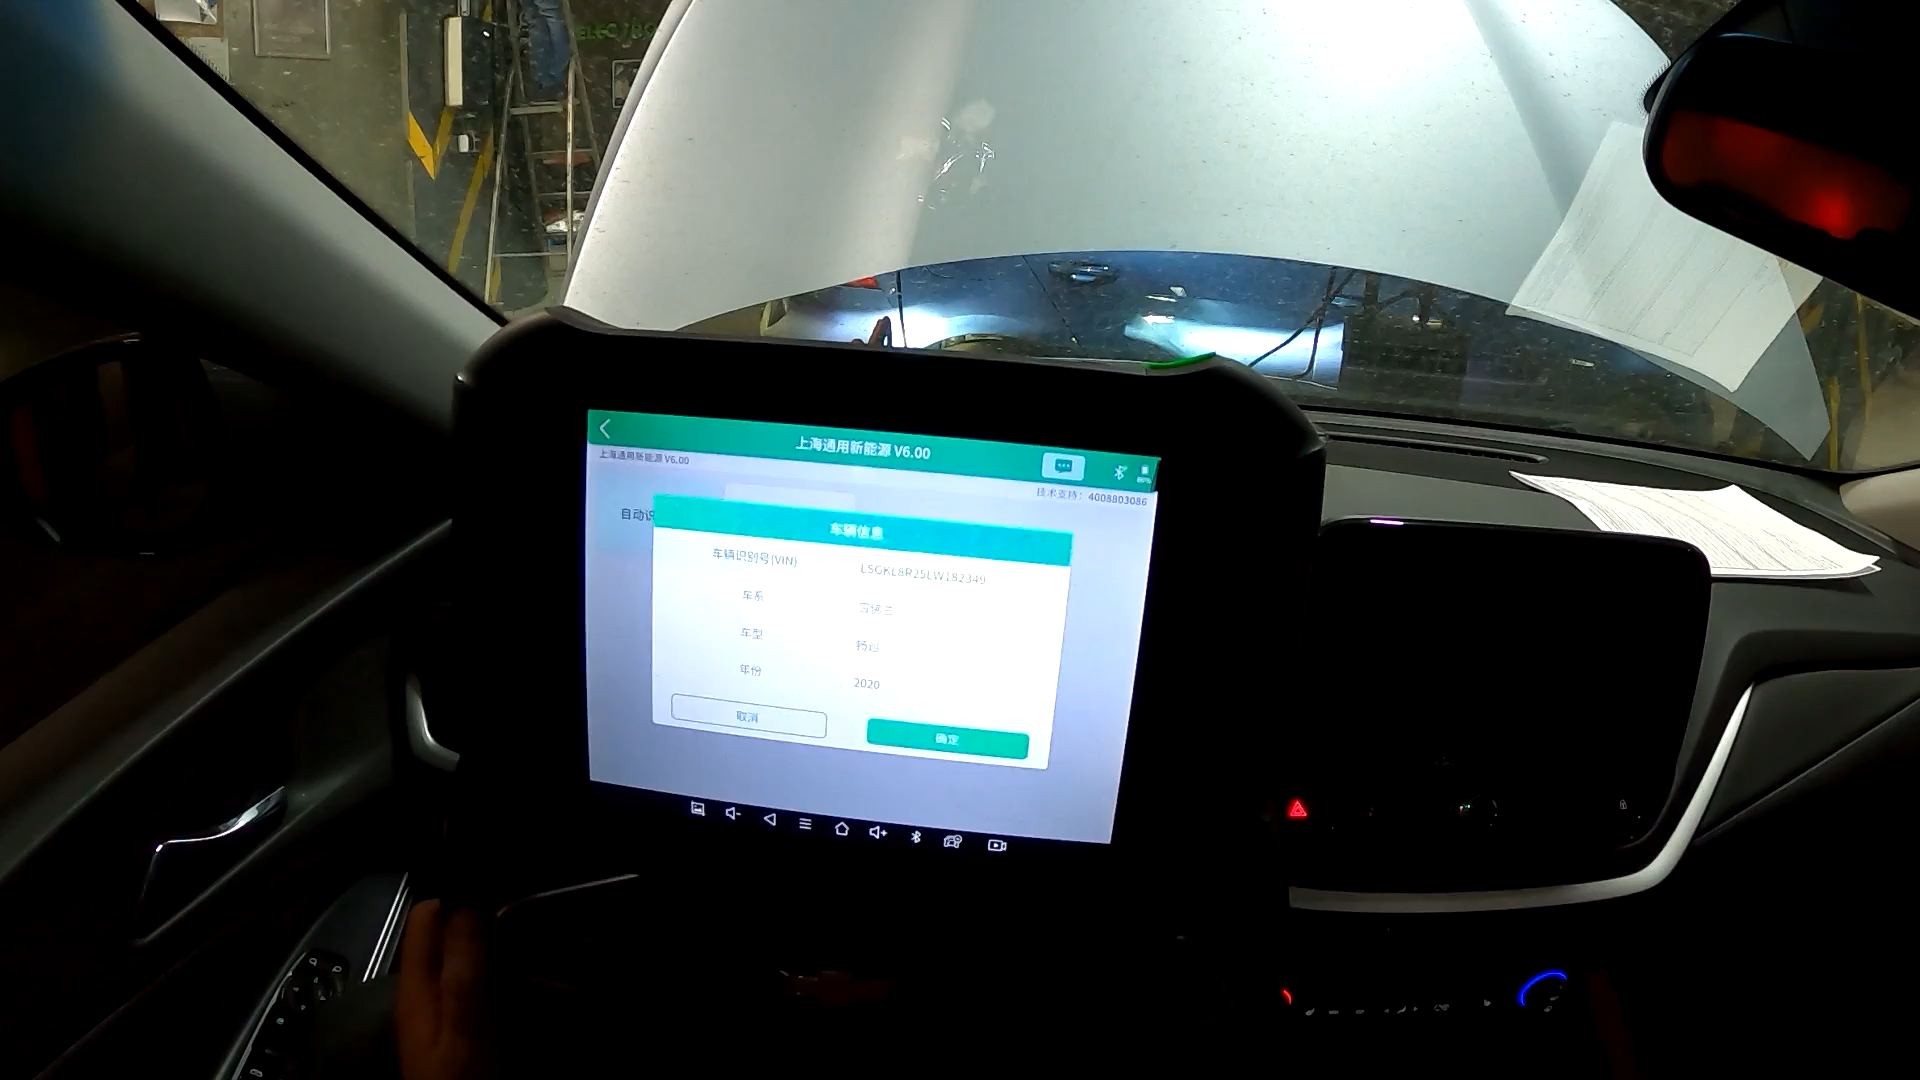 上海通用新能源 V6.00
上海通用新能源 V6.00
技术支持：4008803086
自动识
车辆信息
车辆识别号(VIN)
LSGKL8R25LW182349
车系
车型
畅巡
年份
2020
取消
确定